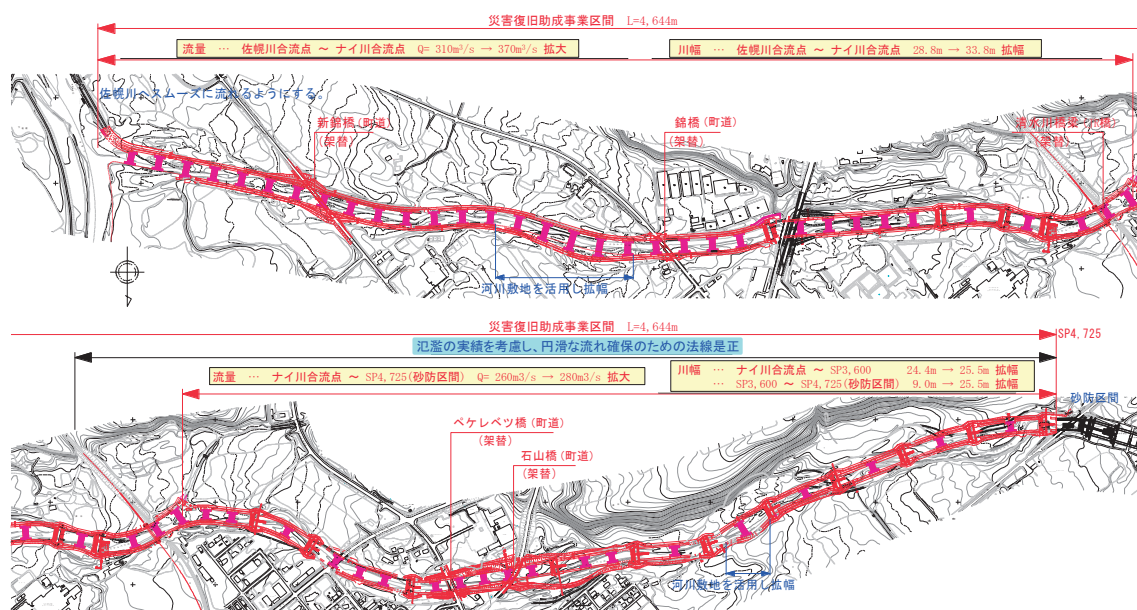 災害復旧助成事業区間 L=4,644m
流量 … 佐幌川合流点 ～ ナイ川合流点 Q= 310m³/s → 370m³/s 拡大
川幅 … 佐幌川合流点 ～ ナイ川合流点 28.8m → 33.8m 拡幅
佐幌川へスムーズに流れるようにする。
新錦橋(町道)
(架替)
錦橋(町道)
(架替)
清水川橋梁(JR橋)
(架替)
河川敷地を活用し拡幅
災害復旧助成事業区間 L=4,644m
SP4,725
氾濫の実績を考慮し、円滑な流れ確保のための法線是正
流量 … ナイ川合流点 ～ SP4,725(砂防区間) Q= 260m3/s → 280m3/s 拡大
川幅 … ナイ川合流点 ～ SP3,600 24.4m → 25.5m 拡幅
… SP3,600 ～ SP4,725(砂防区間) 9.0m → 25.5m 拡幅
砂防区間
ペケレベツ橋(町道)
(架替)
石山橋(町道)
(架替)
河川敷地を活用し拡幅